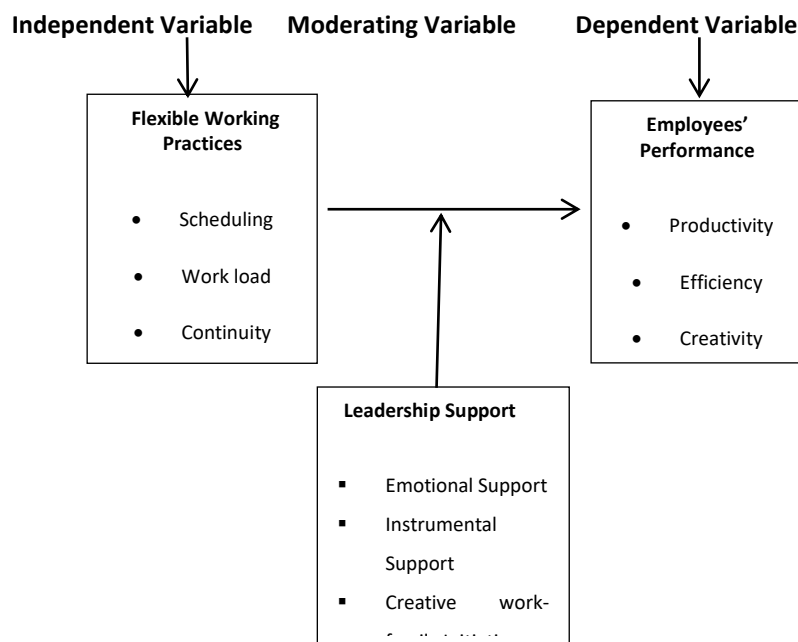 Independent Variable Moderating Variable Dependent Variable
Flexible Working
Practices
• Scheduling
• Work load
• Continuity
Employees’
Performance
• Productivity
• Efficiency
• Creativity
Leadership Support
▪ Emotional Support
▪ Instrumental
Support
▪ Creative work-